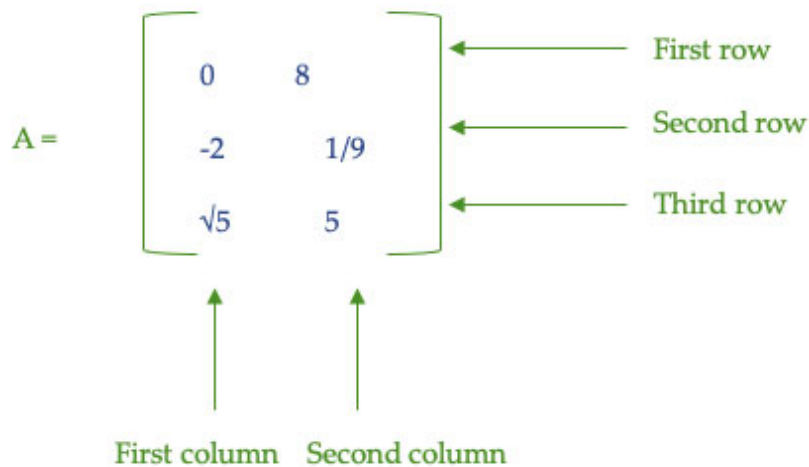 First row
0 8
A =
Second row
-2 1/9
Third row
√5 5
First column Second column